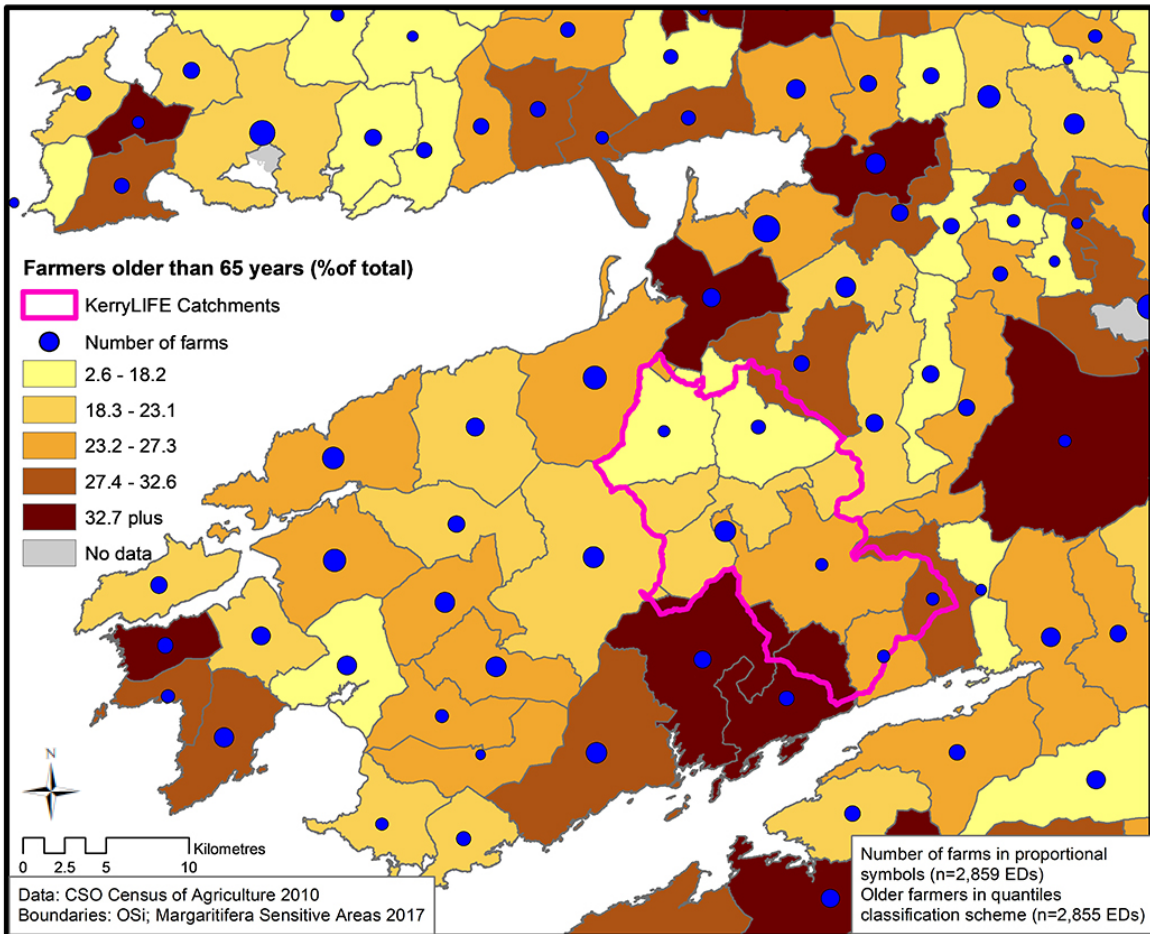 Farmers older than 65 years (%of total)
KerryLIFE Catchments
Number of farms
2.6 - 18.2
18.3 - 23.1
23.2 - 27.3
27.4 - 32.6
32.7 plus
No data
N
Kilometres
0 2.5 5 10
Data: CSO Census of Agriculture 2010
Boundaries: OSi; Margaritifera Sensitive Areas 2017
Number of farms in proportional
symbols (n=2,859 EDs)
Older farmers in quantiles
classification scheme (n=2,855 EDs)